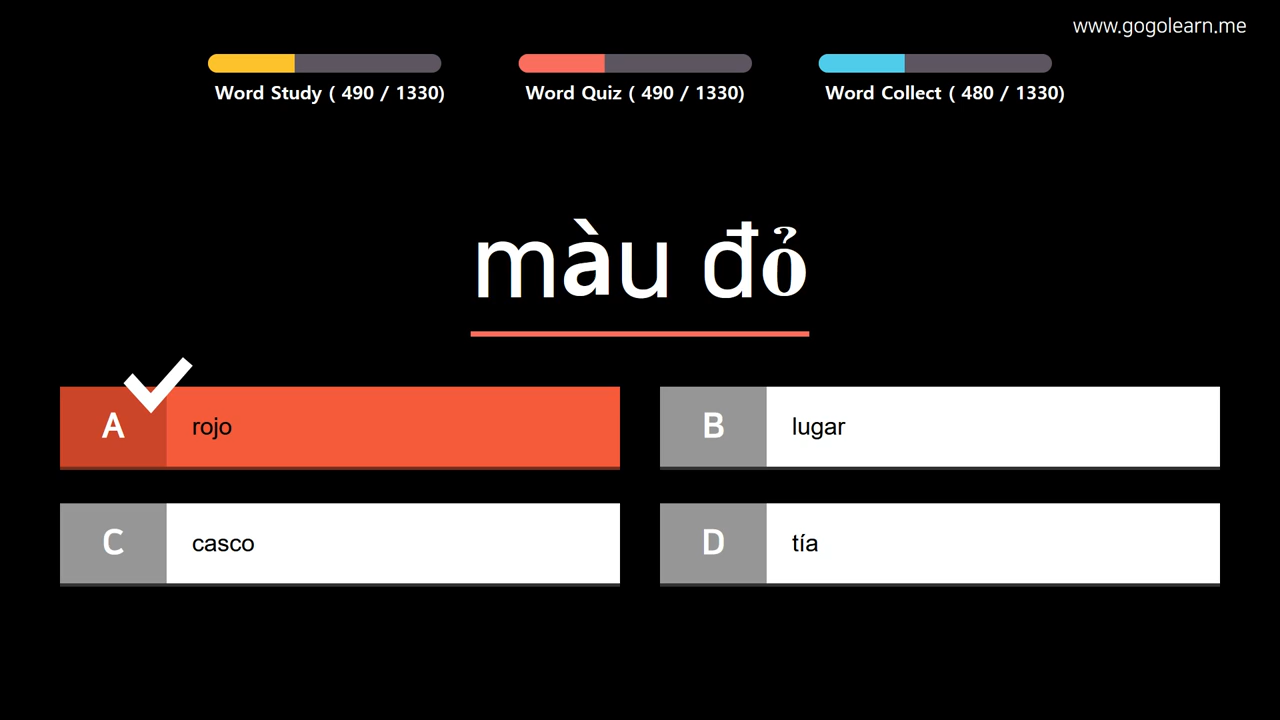 www.gogolearn.me
Word Study ( 490 / 1330)
Word Quiz ( 490 / 1330)
Word Collect ( 480 / 1330)
màu đỏ
A rojo
B lugar
C casco
D tía